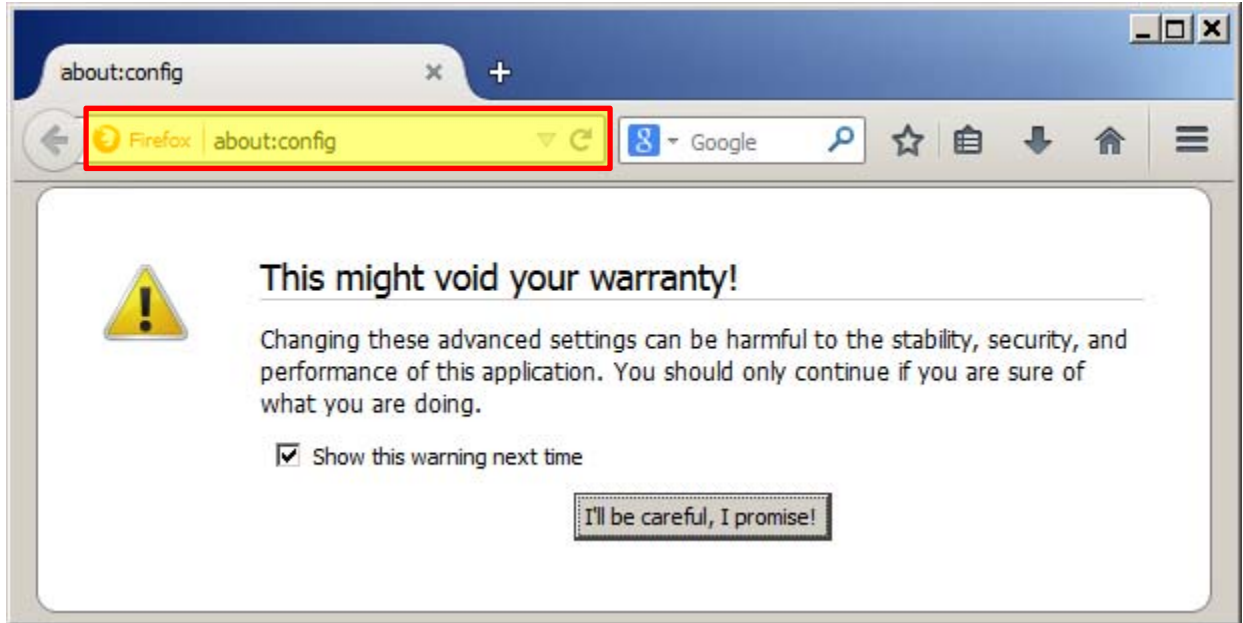 about:config
Firefox about:config
8 Google
This might void your warranty!
Changing these advanced settings can be harmful to the stability, security, and
performance of this application. You should only continue if you are sure of
what you are doing.
Show this warning next time
I'll be careful, I promise!